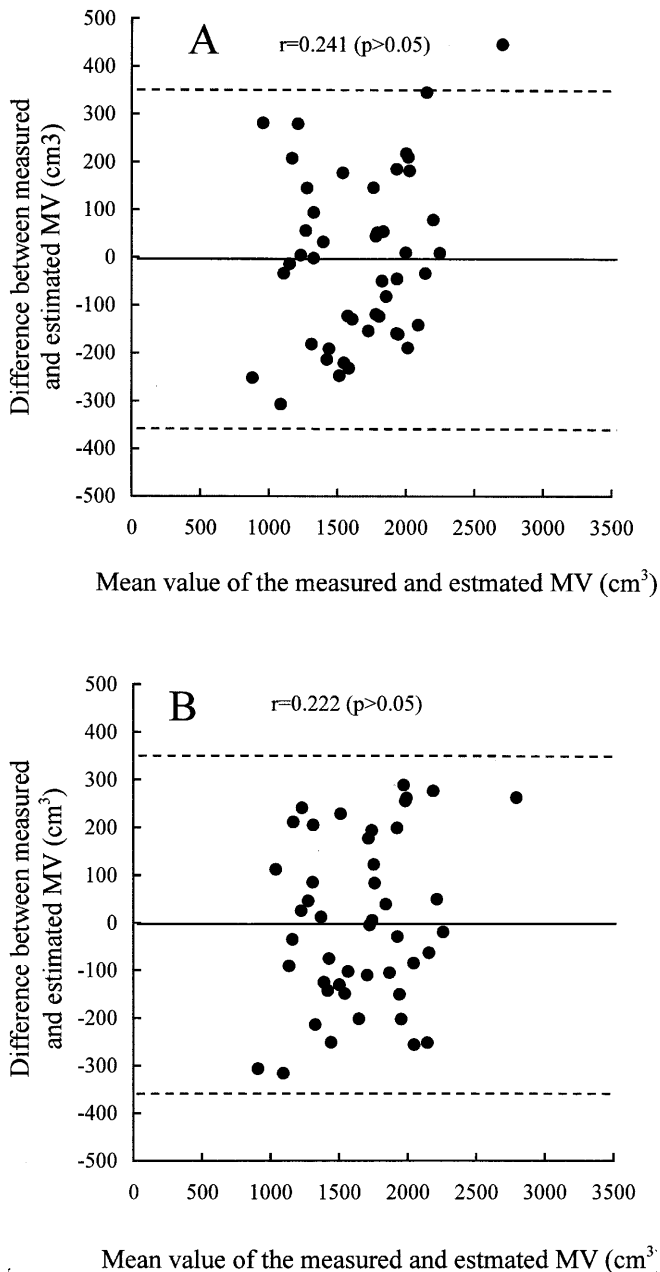 A
r=0.241 (p>0.05)
500
400
300
200
100
0
-100
-200
-300
-400
-500
Difference between measured
and estimated MV (cm3)
0 500 1000 1500 2000 2500 3000 3500
Mean value of the measured and estmated MV (cm³)
B
r=0.222 (p>0.05)
500
400
300
200
100
0
-100
-200
-300
-400
-500
Difference between measured
and estimated MV (cm³)
0 500 1000 1500 2000 2500 3000 3500
Mean value of the measured and estmated MV (cm³)